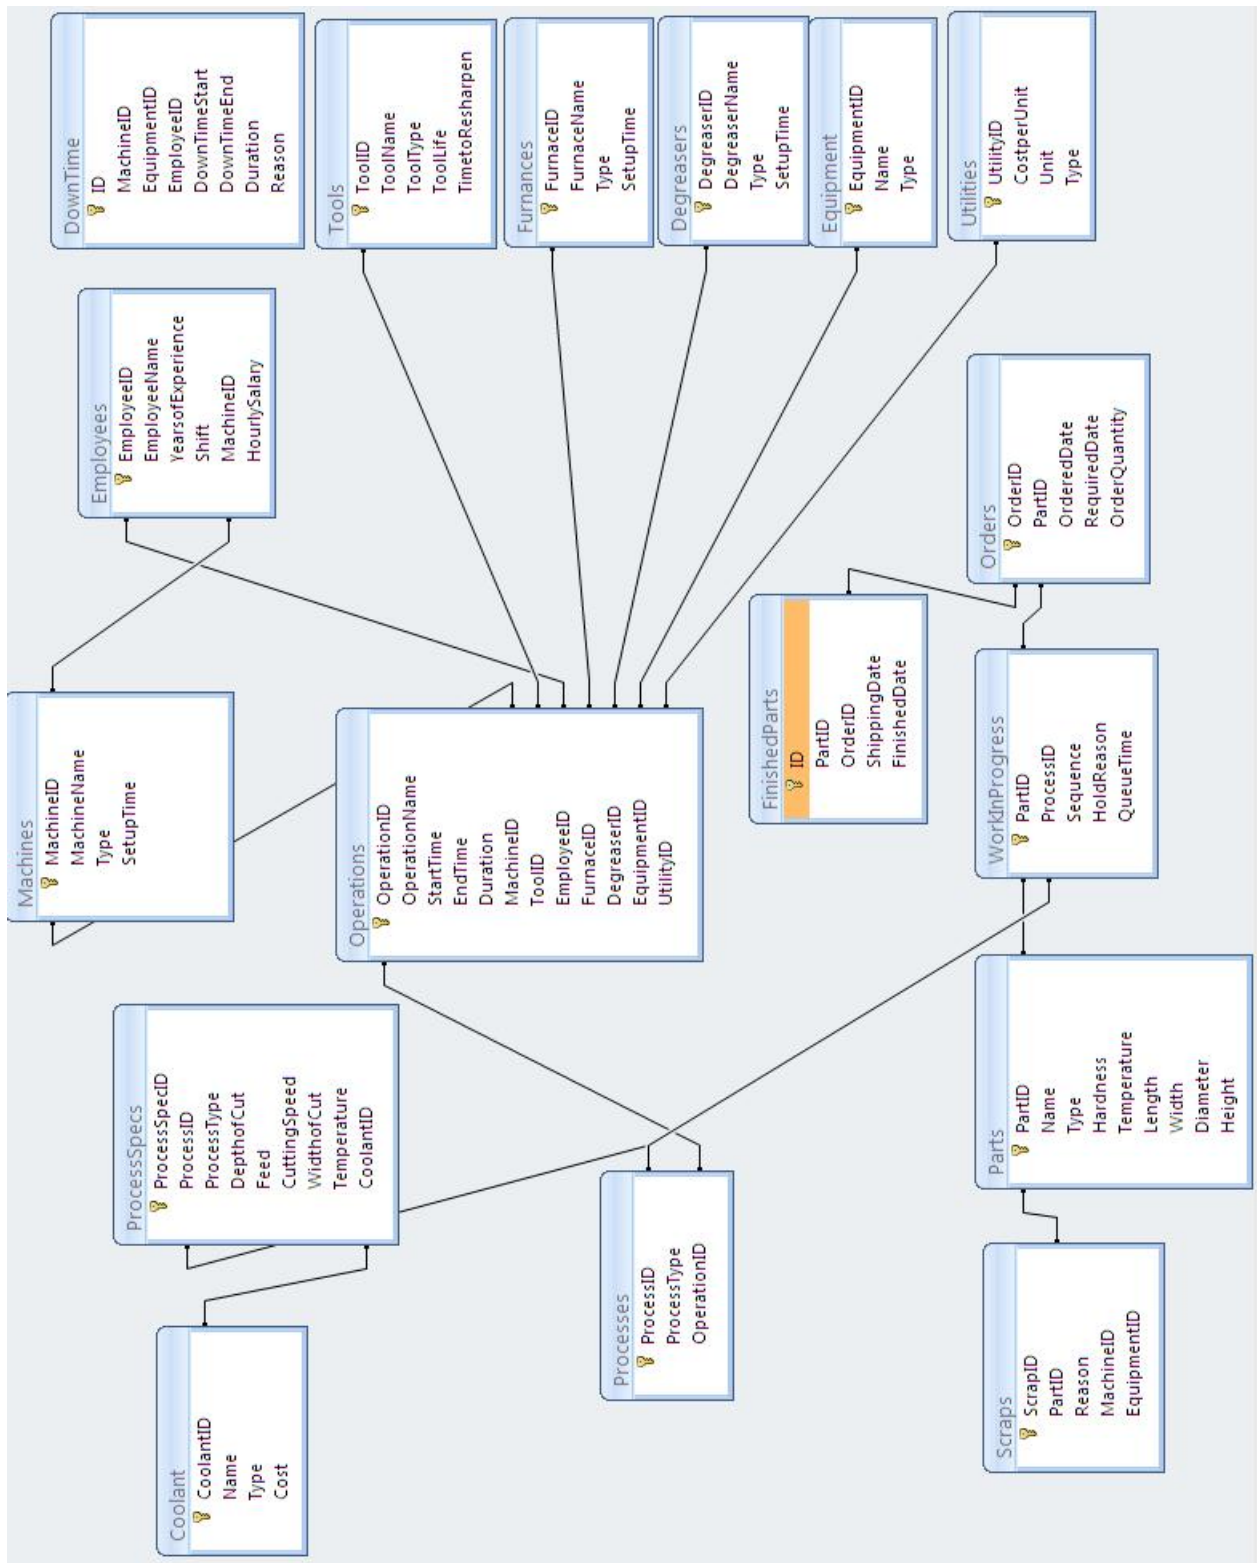 Coolant
CoolantID
Name
Type
Cost
ProcessSpecs
ProcessSpecID
ProcessID
ProcessType
DepthofCut
Feed
CuttingSpeed
WidthofCut
Temperature
CoolantID
Machines
MachineID
MachineName
Type
SetupTime
Employees
EmployeeID
EmployeeName
YearsofExperience
Shift
MachineID
HourlySalary
DownTime
ID
MachineID
EquipmentID
EmployeeID
DownTimeStart
DownTimeEnd
Duration
Reason
Tools
ToolID
ToolName
ToolType
ToolLife
TimetoResharpen
Operations
OperationID
OperationName
StartTime
EndTime
Duration
MachineID
ToolID
EmployeeID
FurnaceID
DegreaserID
EquipmentID
UtilityID
Furnances
FurnaceID
FurnaceName
Type
SetupTime
Processes
ProcessID
ProcessType
OperationID
Degreasers
DegreaserID
DegreaserName
Type
SetupTime
FinishedParts
ID
PartID
OrderID
ShippingDate
FinishedDate
Equipment
EquipmentID
Name
Type
Utilities
UtilityID
CostperUnit
Unit
Type
Scraps
ScrapID
PartID
Reason
MachineID
EquipmentID
Parts
PartID
Name
Type
Hardness
Temperature
Length
Width
Diameter
Height
WorkInProgress
PartID
ProcessID
Sequence
HoldReason
QueueTime
Orders
OrderID
PartID
OrderedDate
RequiredDate
OrderQuantity